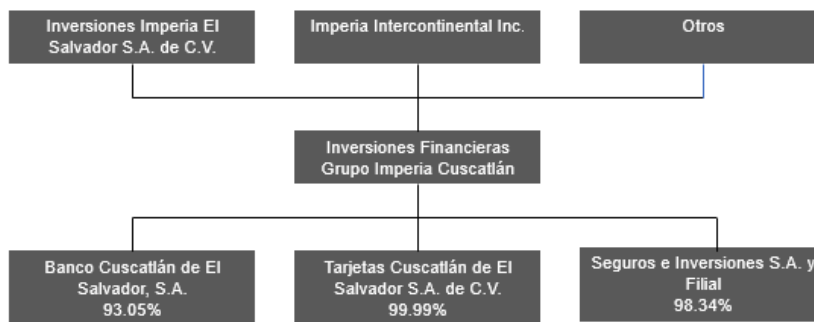 Inversiones Imperia El
Salvador S.A. de C.V.
Imperia Intercontinental Inc.
Otros
Inversiones Financieras
Grupo Imperia Cuscatlán
Banco Cuscatlán de El
Salvador, S.A.
93.05%
Tarjetas Cuscatlán de El
Salvador S.A. de C.V.
99.99%
Seguros e Inversiones S.A. y
Filial
98.34%